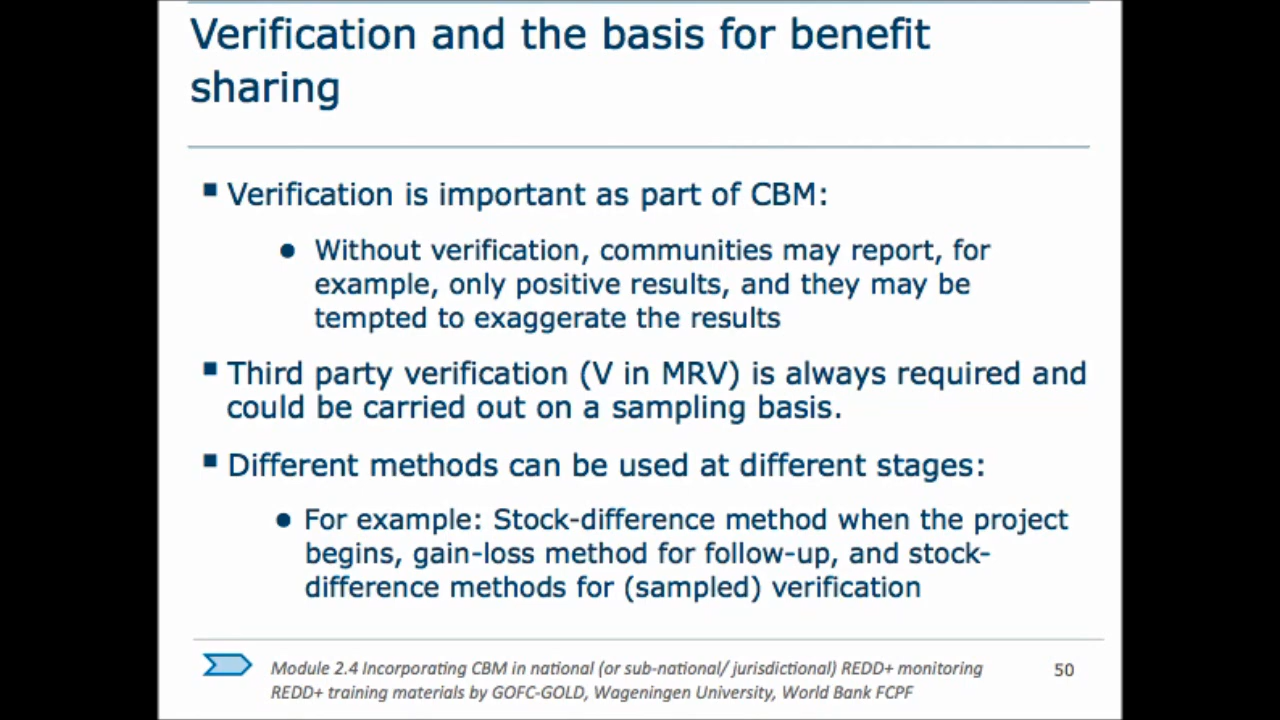 Verification and the basis for benefit
sharing
Verification is important as part of CBM:
Without verification, communities may report, for
example, only positive results, and they may be
tempted to exaggerate the results
Third party verification (V in MRV) is always required and
could be carried out on a sampling basis.
Different methods can be used at different stages:
For example: Stock-difference method when the project
begins, gain-loss method for follow-up, and stock-
difference methods for (sampled) verification
Module 2.4 Incorporating CBM in national (or sub-national/ jurisdictional) REDD+ monitoring
REDD+ training materials by GOFC-GOLD, Wageningen University, World Bank FCPF
50